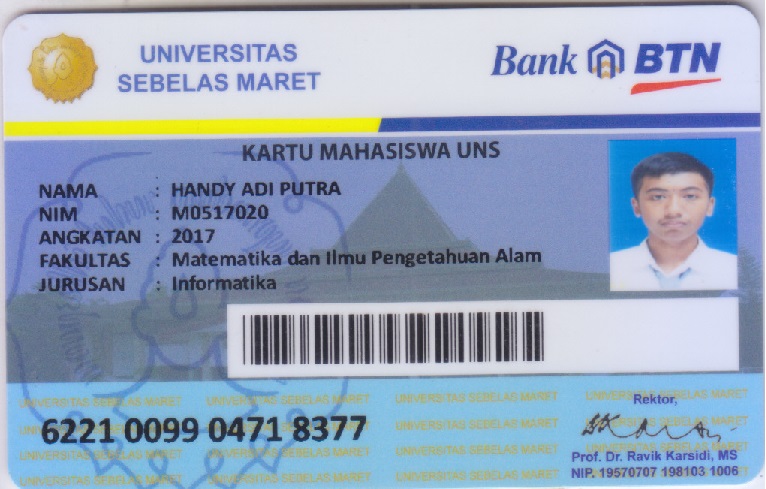 UNIVERSITAS
SEBELAS MARET
Bank BTN
KARTU MAHASISWA UNS
NAMA : HANDY ADI PUTRA
NIM : M0517020
ANGKATAN : 2017
FAKULTAS : Matematika dan Ilmu Pengetahuan Alam
JURUSAN : Informatika
UNIVERSITAS SEBELAS MARET UNIVERSITAS SEBELAS MARET UNIVERSITAS SEBELAS MARET UNIVERSITAS SEBELAS MARET
Rektor,
6221 0099 0471 8377
Prof. Dr. Ravik Karsidi, MS
NIP. 19570707 198103 1006